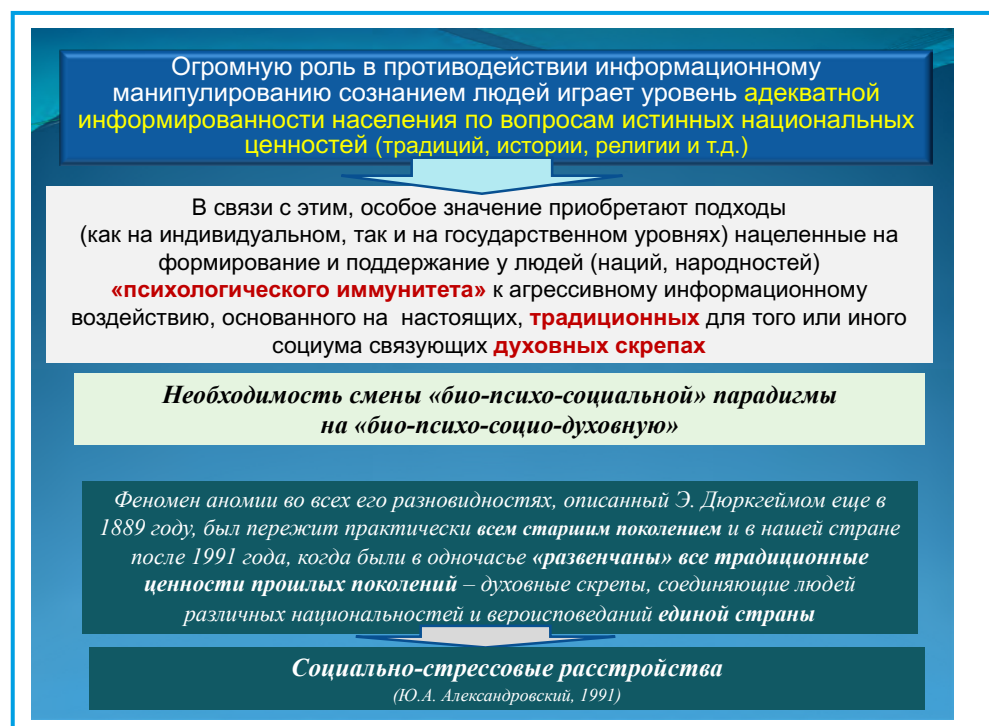 Огромную роль в противодействии информационному
манипулированию сознанием людей играет уровень адекватной
информированности населения по вопросам истинных национальных
ценностей (традиций, истории, религии и т.д.)
В связи с этим, особое значение приобретают подходы
(как на индивидуальном, так и на государственном уровнях) нацеленные на
формирование и поддержание у людей (наций, народностей)
«психологического иммунитета» к агрессивному информационному
воздействию, основанного на настоящих, традиционных для того или иного
социума связующих духовных скрепах
Необходимость смены «био-психо-социальной» парадигмы
на «био-психо-социо-духовную»
Феномен аномии во всех его разновидностях, описанный Э. Дюркгеймом еще в
1889 году, был пережит практически всем старшим поколением и в нашей стране
после 1991 года, когда были в одночасье «развенчаны» все традиционные
ценности прошлых поколений – духовные скрепы, соединяющие людей
различных национальностей и вероисповеданий единой страны
Социально-стрессовые расстройства
(Ю.А. Александровский, 1991)